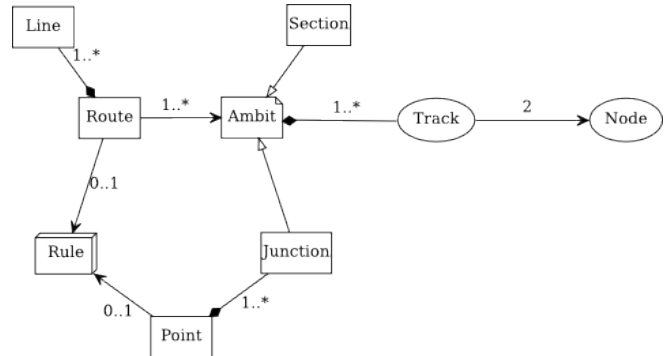 Line
Section
1..*
Route
1..*
Ambit
1..*
Track
2
Node
0..1
Rule
Junction
0..1
1..*
Point